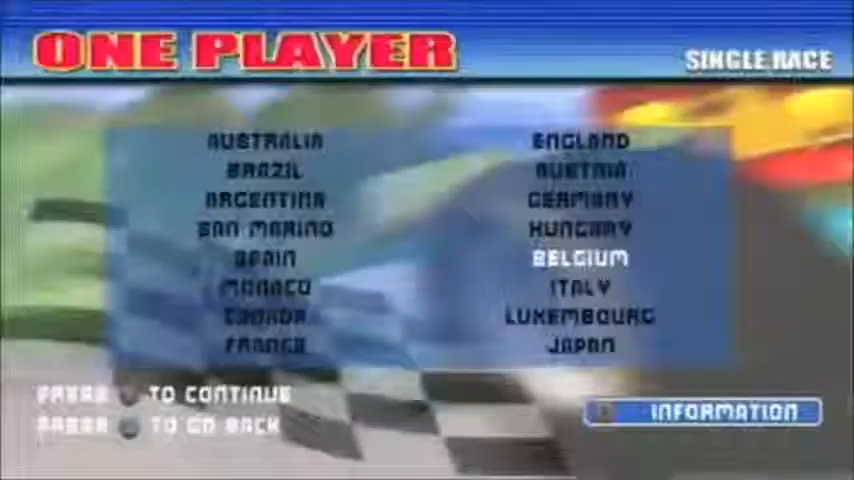 ONE PLAYER
SINGLE RACE
AUSTRALIA
BRAZIL
ARGENTINA
SAN MARINO
SPAIN
MONACO
CANADA
FRANCE
ENGLAND
AUSTRIA
GERMANY
HUNGARY
BELGIUM
ITALY
LUXEMBOURG
JAPAN
PRESS TO CONTINUE
PRESS TO GO BACK
INFORMATION